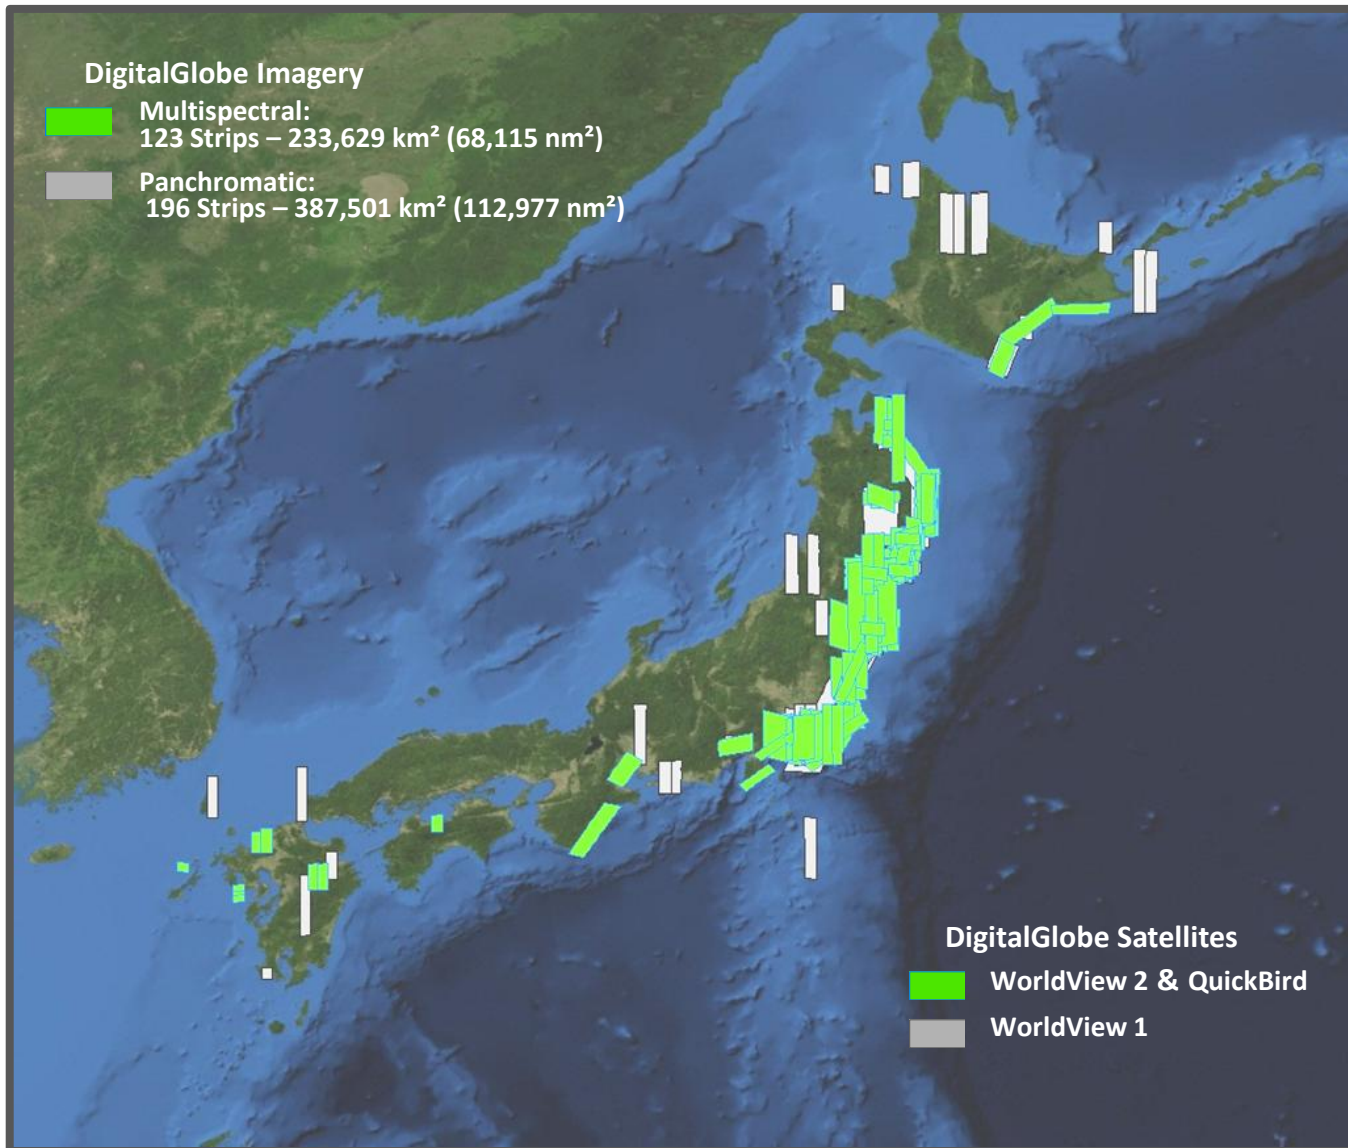 DigitalGlobe Imagery
Multispectral:
123 Strips – 233,629 km² (68,115 nm²)
Panchromatic:
196 Strips – 387,501 km² (112,977 nm²)
DigitalGlobe Satellites
WorldView 2 & QuickBird
WorldView 1